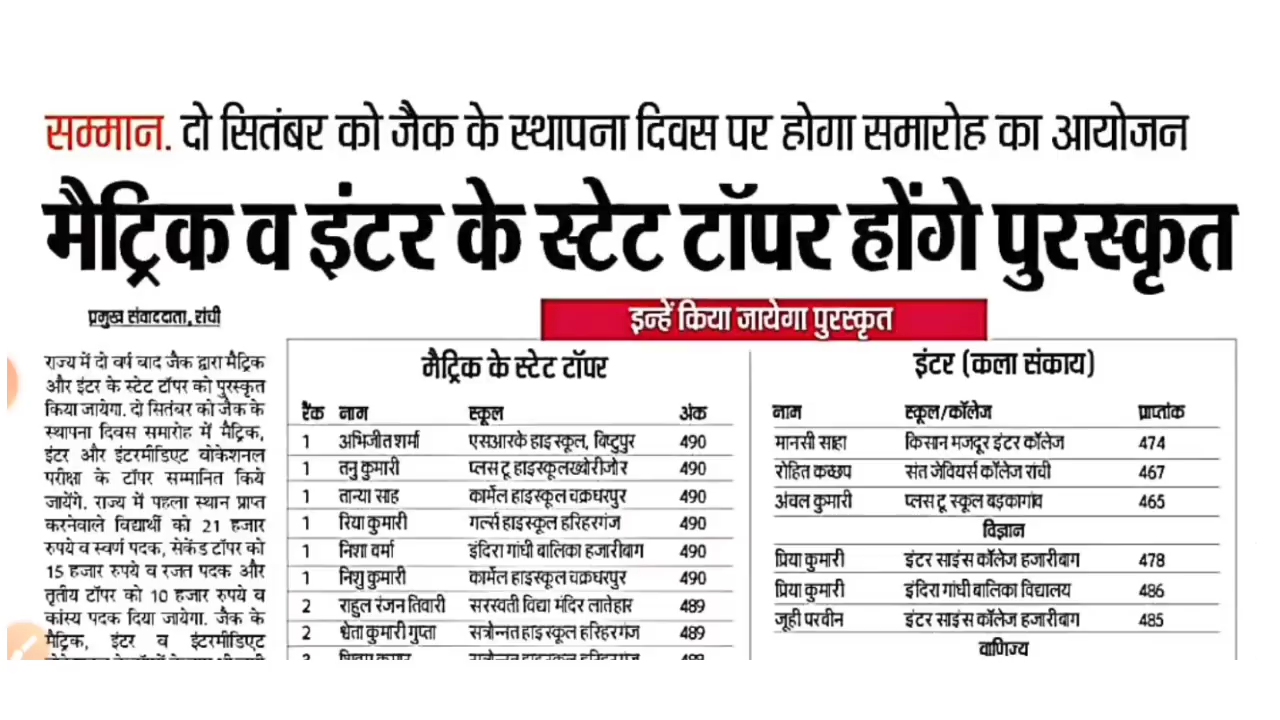 सम्मान. दो सितंबर को जैक के स्थापना दिवस पर होगा समारोह का आयोजन
मैट्रिक व इंटर के स्टेट टॉपर होंगे पुरस्कृत
प्रमुख संवाददाता, रांची
राज्य में दो वर्ष बाद जैक द्वारा मैट्रिक
और इंटर के स्टेट टॉपर को पुरस्कृत
किया जायेगा. दो सितंबर को जैक के
स्थापना दिवस समारोह में मैट्रिक,
इंटर और इंटरमीडिएट वोकेशनल
परीक्षा के टॉपर सम्मानित किये
जायेंगे. राज्य में पहला स्थान प्राप्त
करनेवाले विद्यार्थी को 21 हजार
रुपये व स्वर्ण पदक, सेकेंड टॉपर को
15 हजार रुपये व रजत पदक और
तृतीय टॉपर को 10 हजार रुपये व
कांस्य पदक दिया जायेगा. जैक के
मैट्रिक, इंटर व इंटरमीडिएट
इन्हें किया जायेगा पुरस्कृत
मैट्रिक के स्टेट टॉपर
रैंक नाम स्कूल अंक
1 अभिजीत शर्मा एसआरके हाइस्कूल, बिष्टुपुर 490
1 तनु कुमारी प्लस टू हाइस्कूलखोरीजोर 490
1 तान्या साह कार्मेल हाइस्कूल चक्रधरपुर 490
1 रिया कुमारी गर्ल्स हाइस्कूल हरिहरगंज 490
1 निशा वर्मा इंदिरा गांधी बालिका हजारीबाग 490
1 निशु कुमारी कार्मेल हाइस्कूल चक्रधरपुर 490
2 राहुल रंजन तिवारी सरस्वती विद्या मंदिर लातेहार 489
2 श्वेता कुमारी गुप्ता सत्रोन्नत हाइस्कूल हरिहरगंज 489
इंटर (कला संकाय)
नाम स्कूल/कॉलेज प्राप्तांक
मानसी साहा किसान मजदूर इंटर कॉलेज 474
रोहित कच्छप संत जेवियर्स कॉलेज रांची 467
अंचल कुमारी प्लस टू स्कूल बड़कागांव 465
विज्ञान
प्रिया कुमारी इंटर साइंस कॉलेज हजारीबाग 478
प्रिया कुमारी इंदिरा गांधी बालिका विद्यालय 486
जूही परवीन इंटर साइंस कॉलेज हजारीबाग 485
वाणिज्य